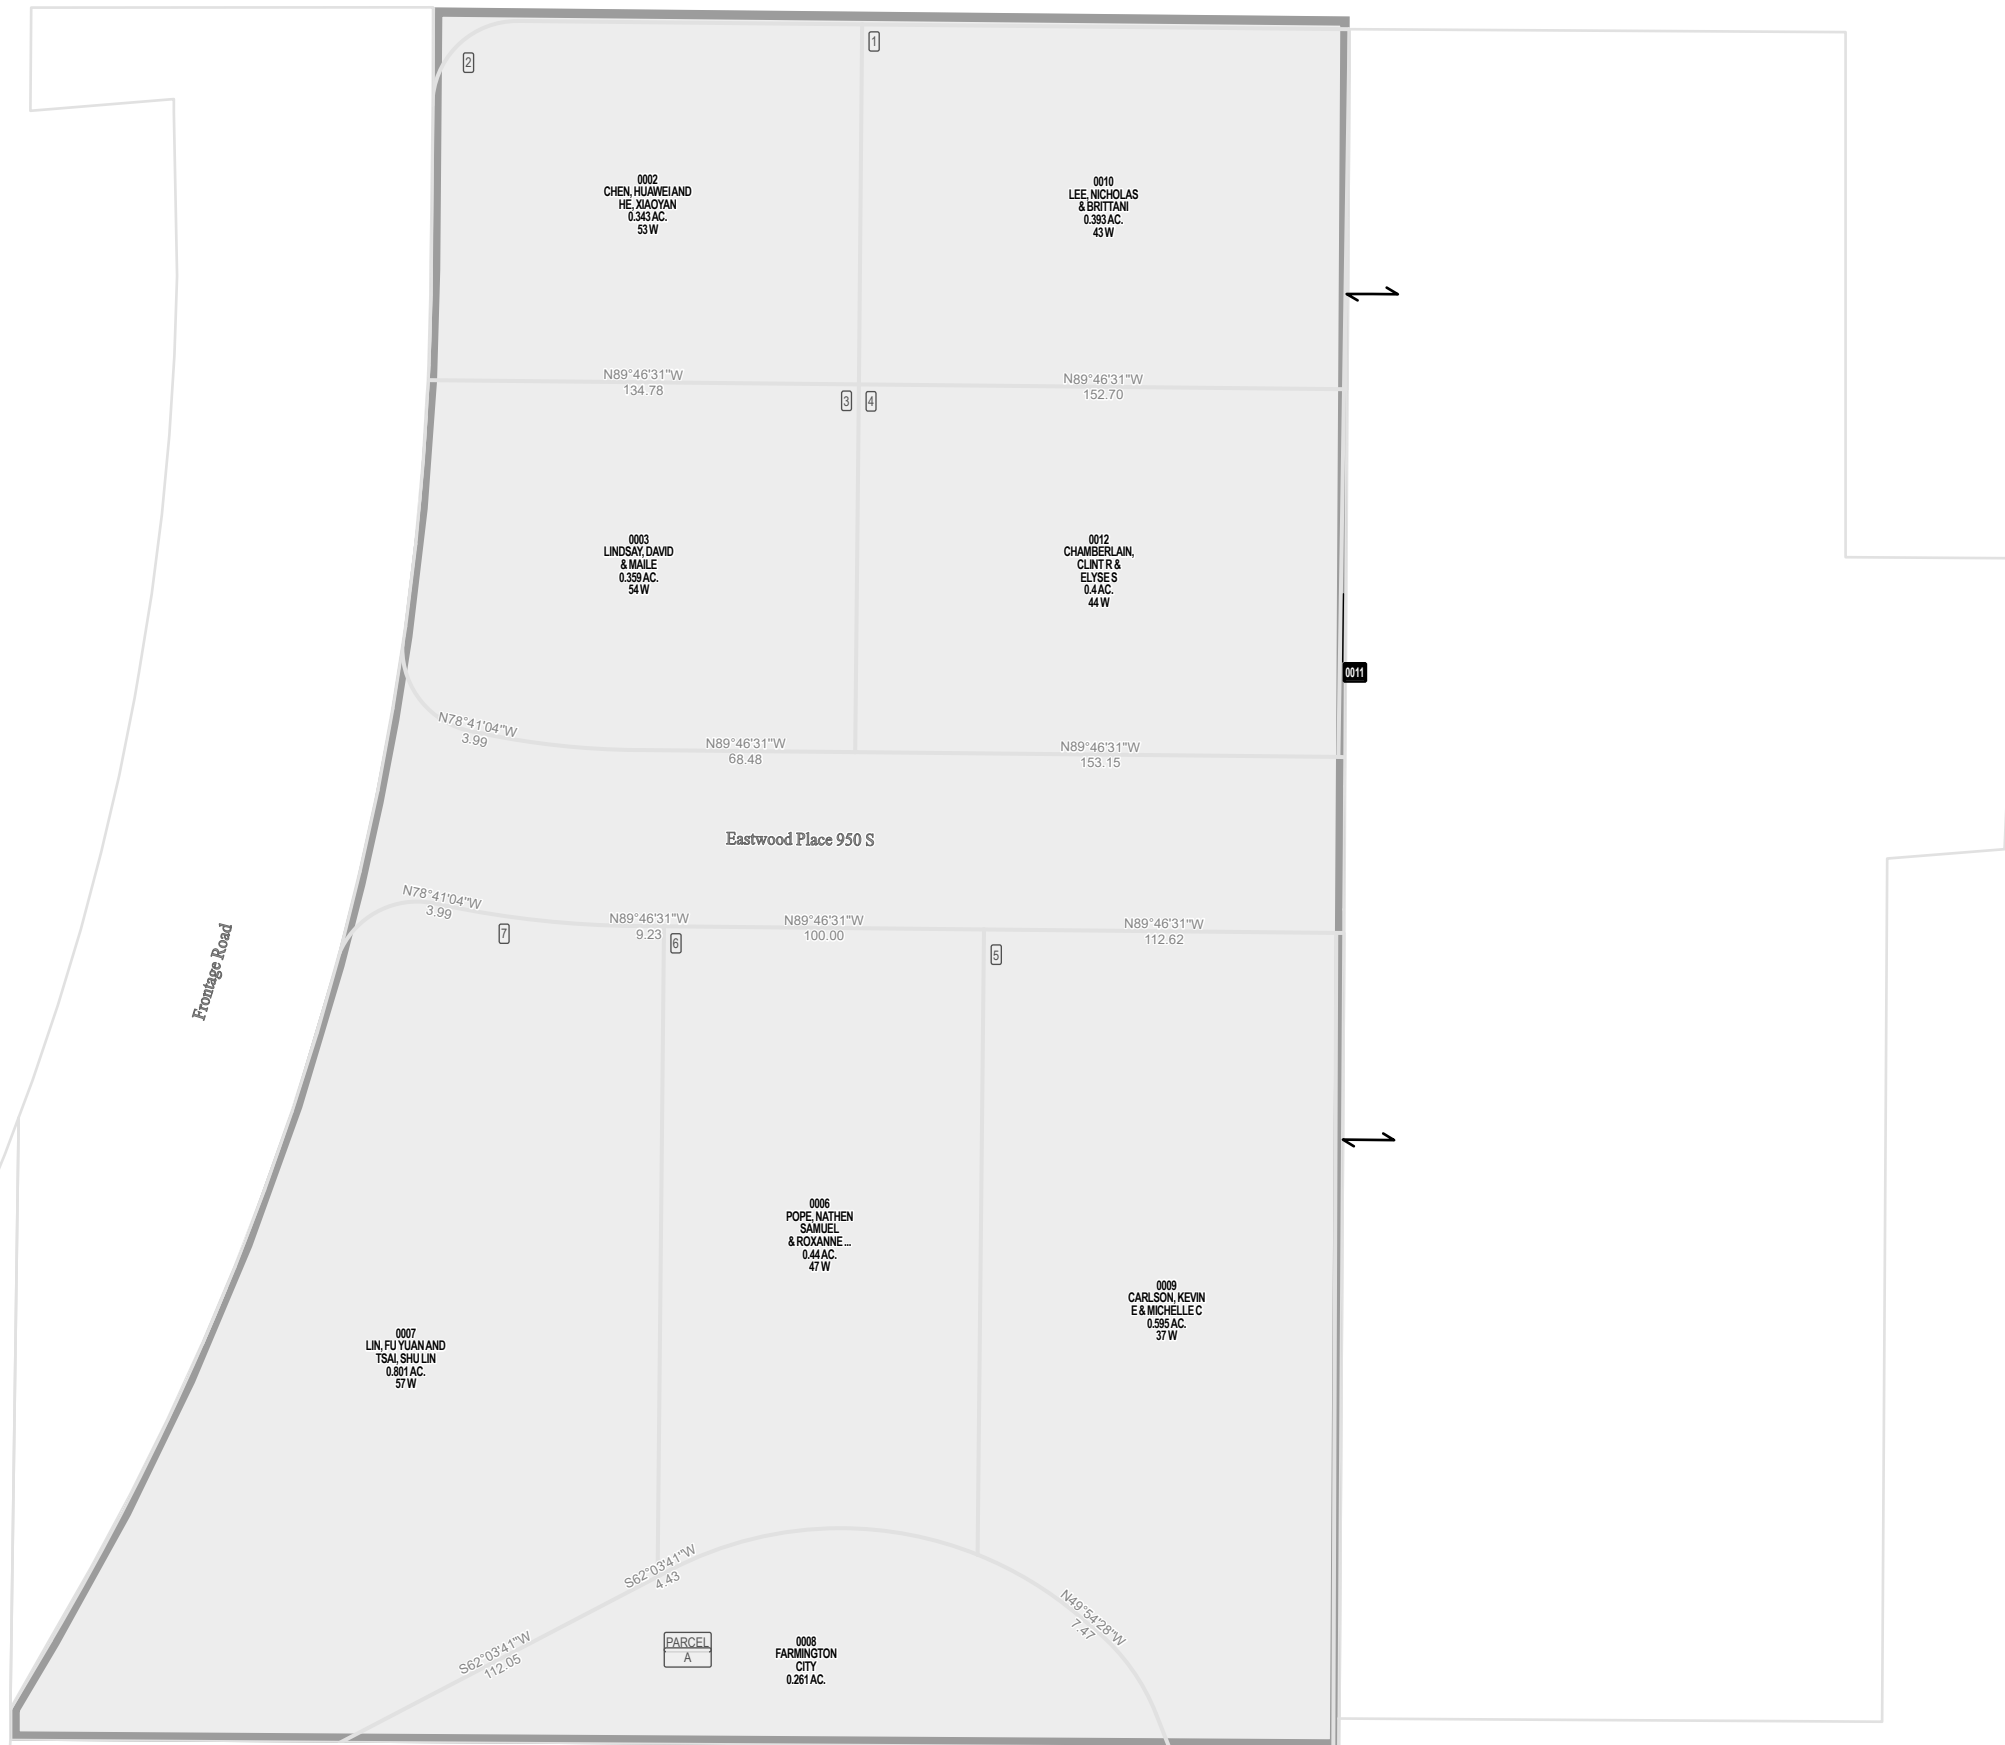 1
2
0002
CHEN, HUAWEI AND
HE, XIAOYAN
0.343 AC.
53 W
0010
LEE, NICHOLAS
& BRITTANI
0.393 AC.
43 W
N89°46'31"W
134.78
N89°46'31"W
152.70
3
4
0003
LINDSAY, DAVID
& MAILE
0.359 AC.
54 W
0012
CHAMBERLAIN,
CLINT R &
ELYSE S
0.4 AC.
44 W
0011
N78°41'04"W
3.99
N89°46'31"W
68.48
N89°46'31"W
153.15
Eastwood Place 950 S
N78°41'04"W
3.99
N89°46'31"W
9.23
N89°46'31"W
100.00
N89°46'31"W
112.62
7
6
5
Frontage Road
0006
POPE, NATHEN
SAMUEL
& ROXANNE ...
0.44 AC.
47 W
0009
CARLSON, KEVIN
E & MICHELLE C
0.595 AC.
37 W
0007
LIN, FU YUAN AND
TSAI, SHU LIN
0.801 AC.
57 W
S62°03'41"W
4.43
N49°54'28"W
7.47
S62°03'41"W
112.05
PARCEL
A
0008
FARMINGTON
CITY
0.261 AC.